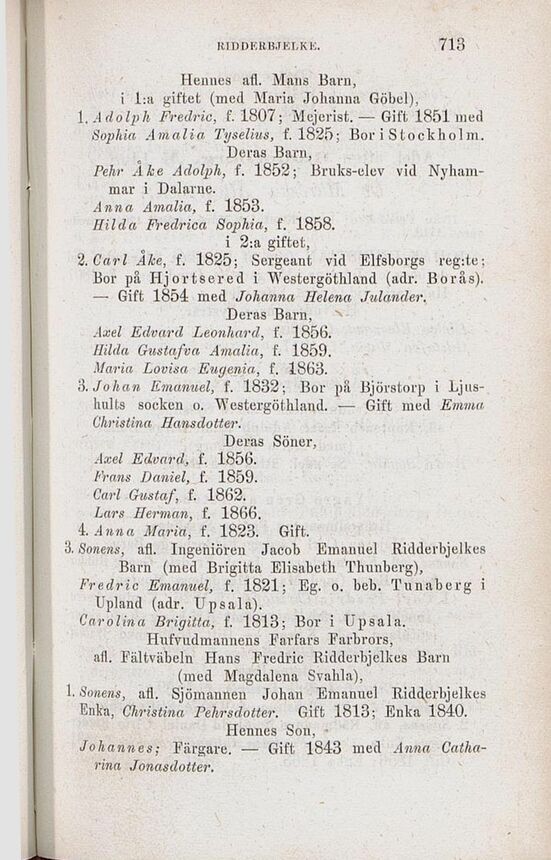 RIDDERBJELKE. 713
Hennes afl. Mans Barn,
i 1:a giftet (med Maria Johanna Göbel),
1. Adolph Fredric, f. 1807; Mejerist. — Gift 1851 med
Sophia Amalia Tyselius, f. 1825; Bor i Stockholm.
Deras Barn,
Pehr Åke Adolph, f. 1852; Bruks-elev vid Nyham-
mar i Dalarne.
Anna Amalia, f. 1853.
Hilda Fredrica Sophia, f. 1858.
i 2:a giftet,
2. Carl Åke, f. 1825; Sergeant vid Elfsborgs reg:te;
Bor på Hjortsered i Westergöthland (adr. Borås).
— Gift 1854 med Johanna Helena Julander.
Deras Barn,
Axel Edvard Leonhard, f. 1856.
Hilda Gustafva Amalia, f. 1859.
Maria Lovisa Eugenia, f. 1863.
3. Johan Emanuel, f. 1832; Bor på Björstorp i Ljus-
hults socken o. Westergöthland. — Gift med Emma
Christina Hansdotter.
Deras Söner,
Axel Edvard, f. 1856.
Frans Daniel, f. 1859.
Carl Gustaf, f. 1862.
Lars Herman, f. 1866.
4. Anna Maria, f. 1823. Gift.
3. Sonens, afl. Ingeniören Jacob Emanuel Ridderbjelkes
Barn (med Brigitta Elisabeth Thunberg),
Fredric Emanuel, f. 1821; Eg. o. beb. Tunaberg i
Upland (adr. Upsala).
Carolina Brigitta, f. 1813; Bor i Upsala.
Hufvudmannens Farfars Farbrors,
afl. Fältväbeln Hans Fredric Ridderbjelkes Barn
(med Magdalena Svahla),
1. Sonens, afl. Sjömannen Johan Emanuel Ridderbjelkes
Enka, Christina Pehrsdotter. Gift 1813; Enka 1840.
Hennes Son,
Johannes; Färgare. — Gift 1843 med Anna Catha-
rina Jonasdotter.